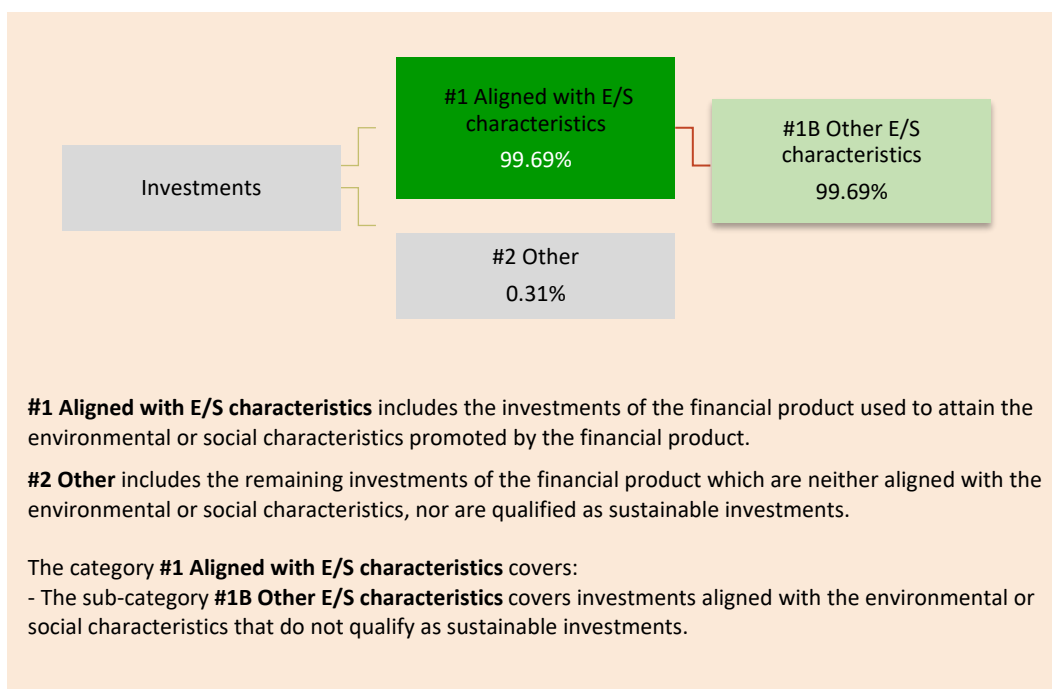 Investments
#1 Aligned with E/S
characteristics
99.69%
#1B Other E/S
characteristics
99.69%
#2 Other
0.31%
#1 Aligned with E/S characteristics includes the investments of the financial product used to attain the
environmental or social characteristics promoted by the financial product.
#2 Other includes the remaining investments of the financial product which are neither aligned with the
environmental or social characteristics, nor are qualified as sustainable investments.
The category #1 Aligned with E/S characteristics covers:
- The sub-category #1B Other E/S characteristics covers investments aligned with the environmental or
social characteristics that do not qualify as sustainable investments.